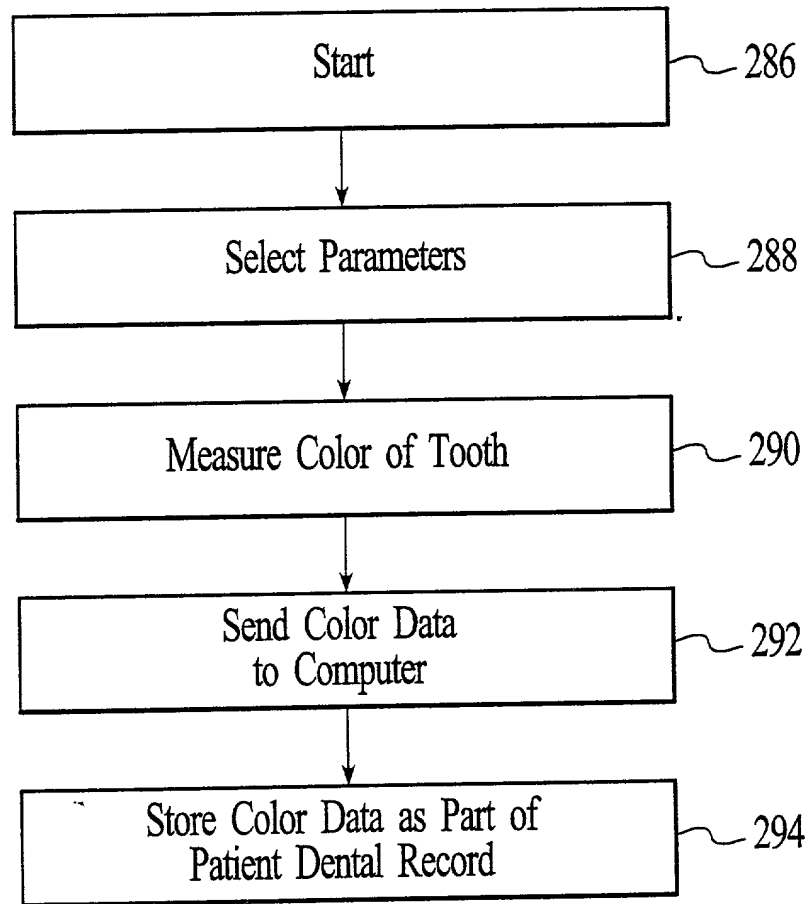 Start
286
Select Parameters
288
Measure Color of Tooth
290
Send Color Data
to Computer
292
Store Color Data as Part of
Patient Dental Record
294